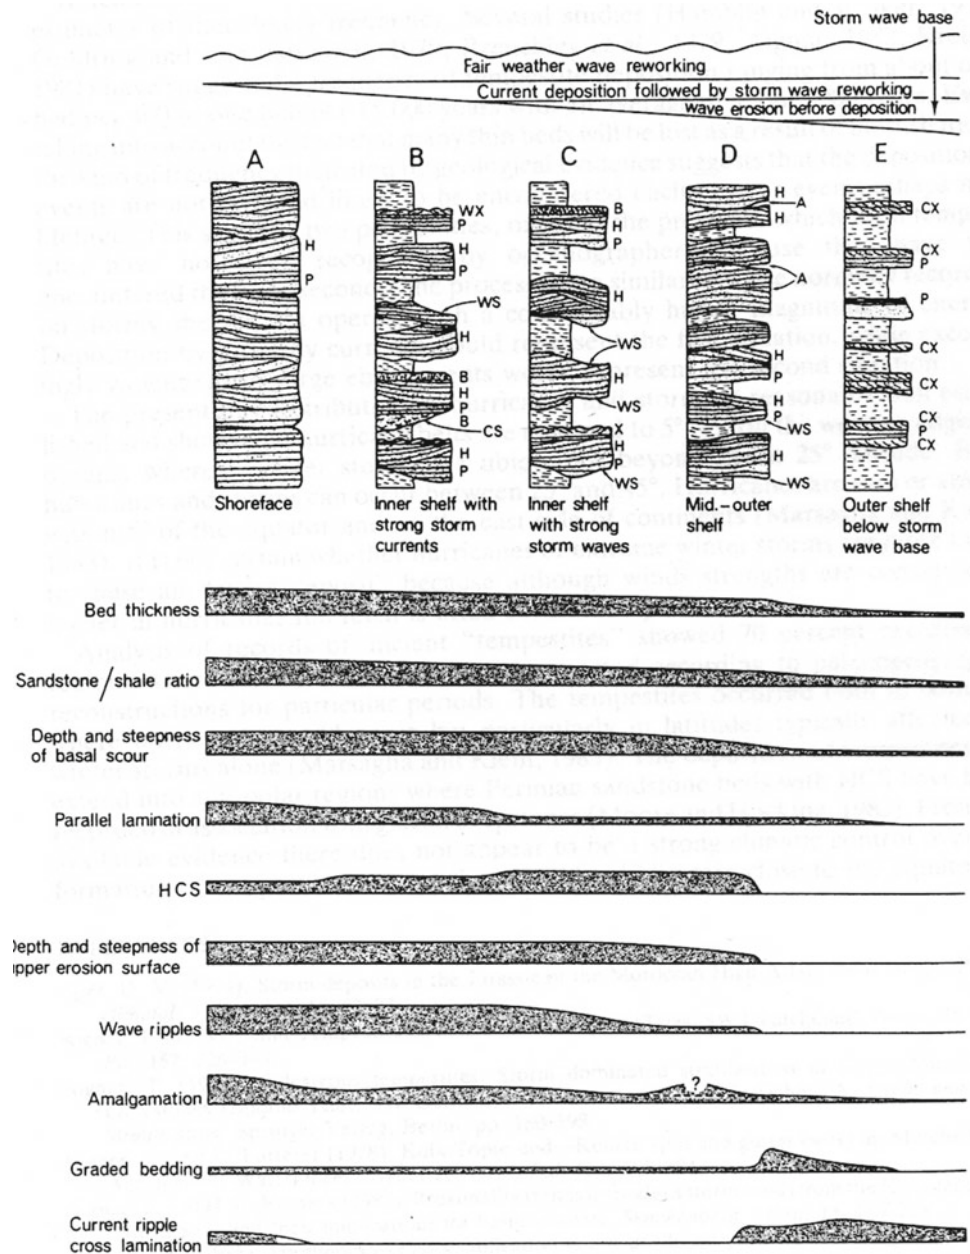 Storm wave base
Fair weather wave reworking
Current deposition followed by storm wave reworking
wave erosion before deposition
A
B
C
D
E
H
P
WX
H
P
WS
H
B
H
P
B
CS
H
P
B
H
P
H
WS
H
WS
X
H
P
WS
H
A
H
A
H
P
P
WS
H
WS
CX
CX
P
P
CX
CX
CX
P
CX
Shoreface
Inner shelf with
strong storm
currents
Inner shelf
with strong
storm waves
Mid.-outer
shelf
Outer shelf
below storm
wave base
Bed thickness
Sandstone/shale ratio
Depth and steepness
of basal scour
Parallel lamination
HCS
Depth and steepness of
upper erosion surface
Wave ripples
Amalgamation
?
Graded bedding
Current ripple
cross lamination